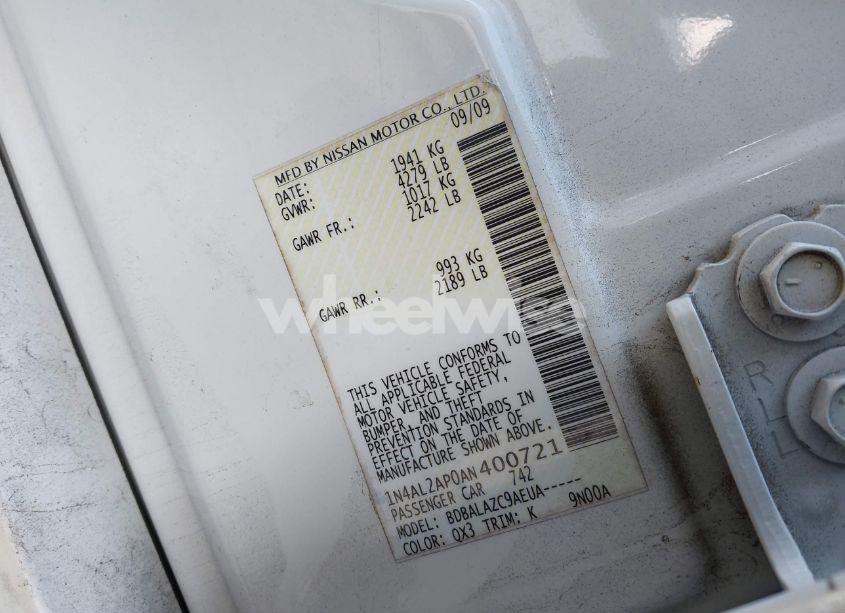 MFD BY NISSAN MOTOR CO., LTD.
DATE: 09/09
GVWR: 1941 KG
4279 LB
GAWR FR.: 1017 KG
2242 LB
GAWR RR.: 993 KG
2189 LB
wheelwise
THIS VEHICLE CONFORMS TO
ALL APPLICABLE FEDERAL
MOTOR VEHICLE SAFETY,
BUMPER, AND THEFT
PREVENTION STANDARDS IN
EFFECT ON THE DATE OF
MANUFACTURE SHOWN ABOVE.
1N4AL2AP0AN400721
PASSENGER CAR 742
MODEL: BDBALAZC9AEUA-----
COLOR: QX3 TRIM: K 9N00A
RLL